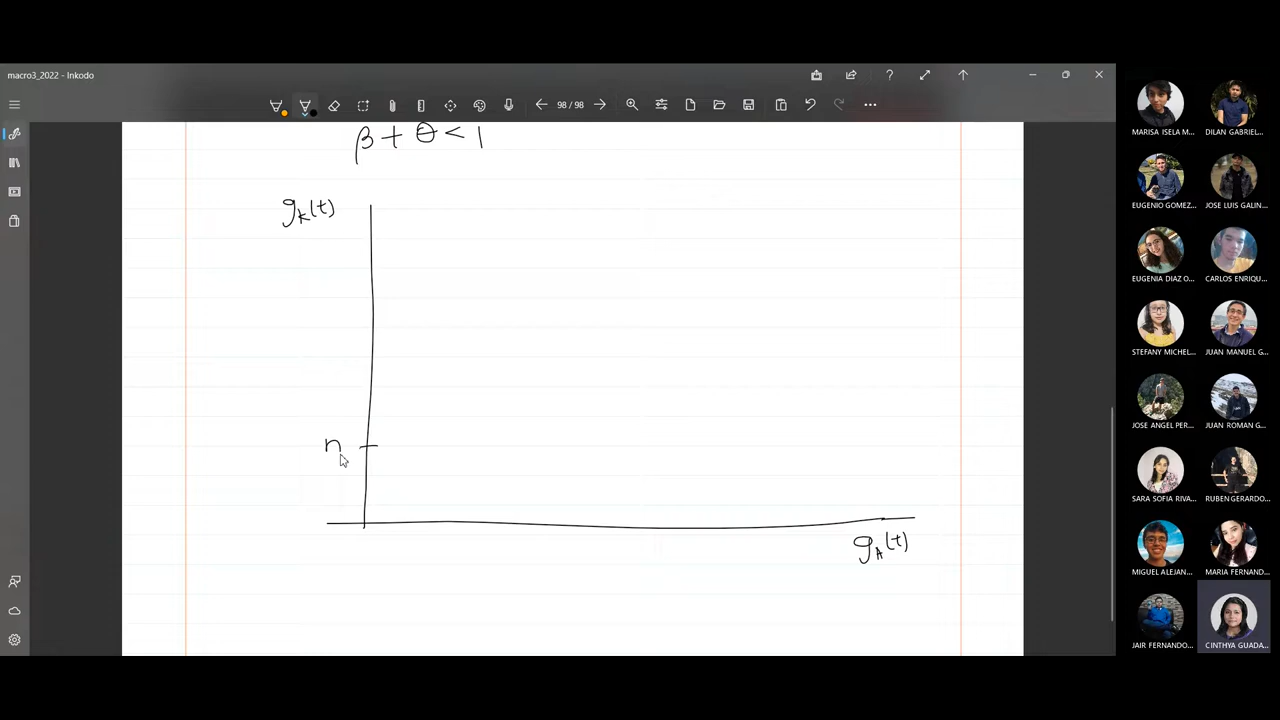 macro3_2022 - Inkodo
98 / 98
β + θ < 1
g_K(t)
n
g_A(t)
MARISA ISELA M...
DILAN GABRIEL...
EUGENIO GOMEZ...
JOSE LUIS GALIN...
EUGENIA DIAZ O...
CARLOS ENRIQU...
STEFANY MICHEL...
JUAN MANUEL G...
JOSE ANGEL PER...
JUAN ROMAN G...
SARA SOFIA RIVA...
RUBEN GERARDO...
MIGUEL ALEJAN...
MARIA FERNAND...
JAIR FERNANDO...
CINTHYA GUADA...